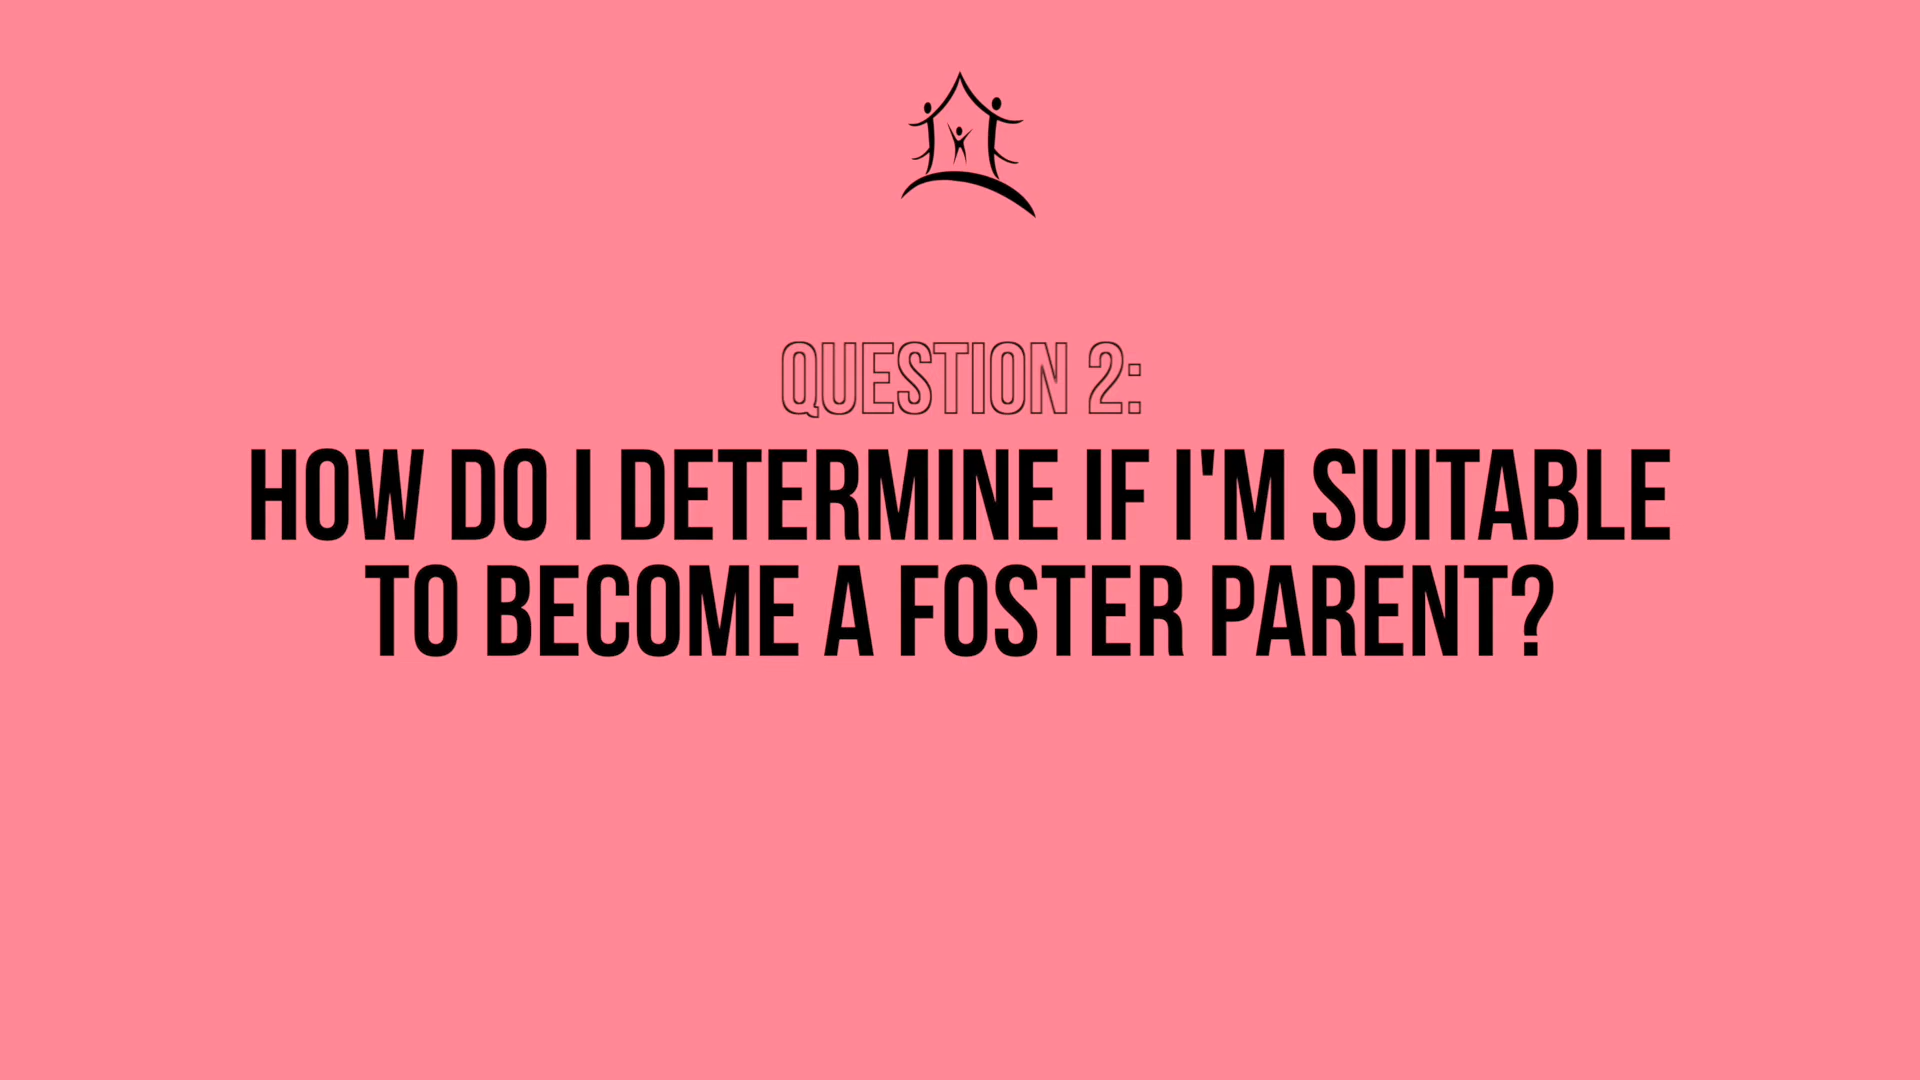 QUESTION 2:
HOW DO I DETERMINE IF I'M SUITABLE
TO BECOME A FOSTER PARENT?